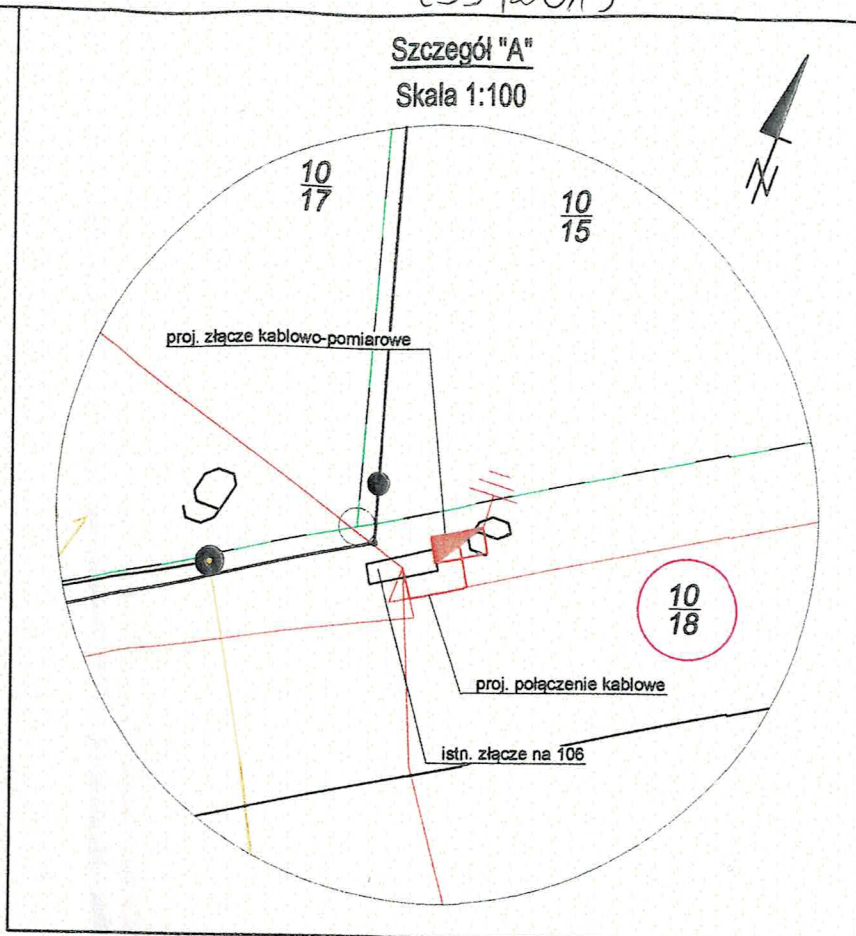 Szczegół "A"
Skala 1:100
N
10
17
10
15
proj. złącze kablowo-pomiarowe
10
18
proj. połączenie kablowe
istn. złącze na 106